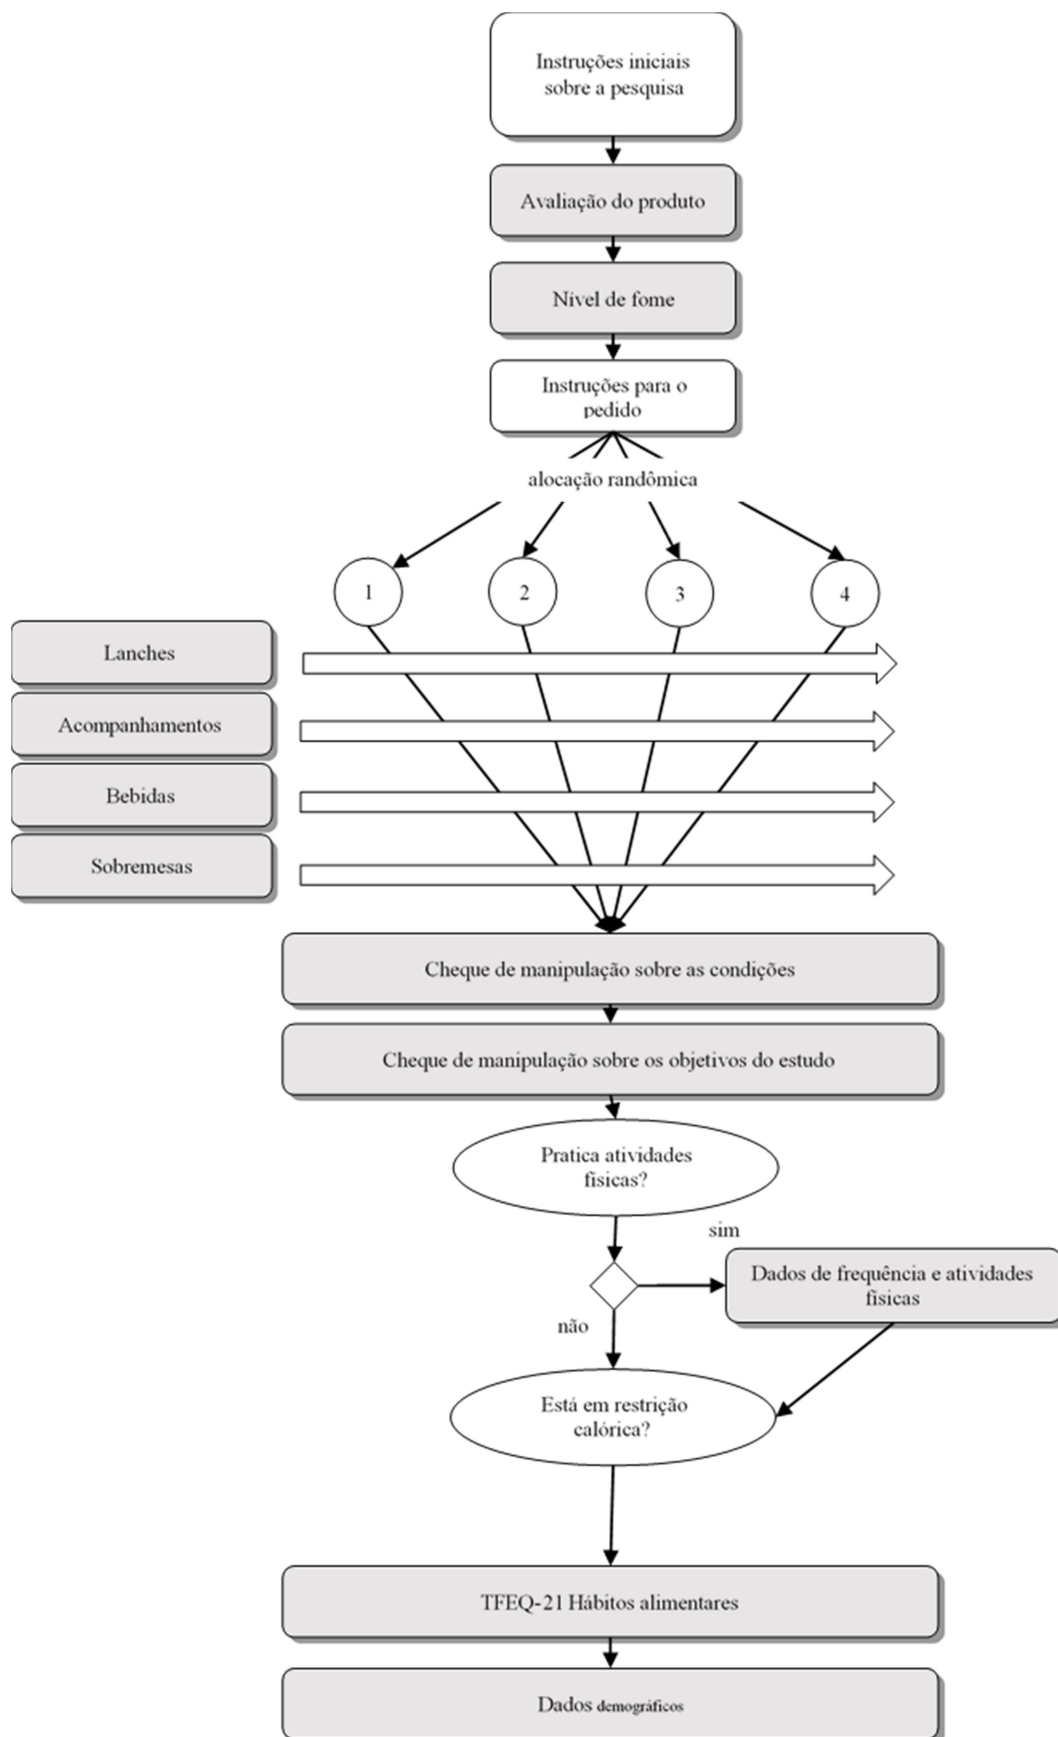 Instruções iniciais
sobre a pesquisa
Avaliação do produto
Nível de fome
Instruções para o
pedido
alocação randômica
1
2
3
4
Lanches
Acompanhamentos
Bebidas
Sobremesas
Cheque de manipulação sobre as condições
Cheque de manipulação sobre os objetivos do estudo
Pratica atividades
físicas?
sim
Dados de frequência e atividades
físicas
não
Está em restrição
calórica?
TFEQ-21 Hábitos alimentares
Dados demográficos